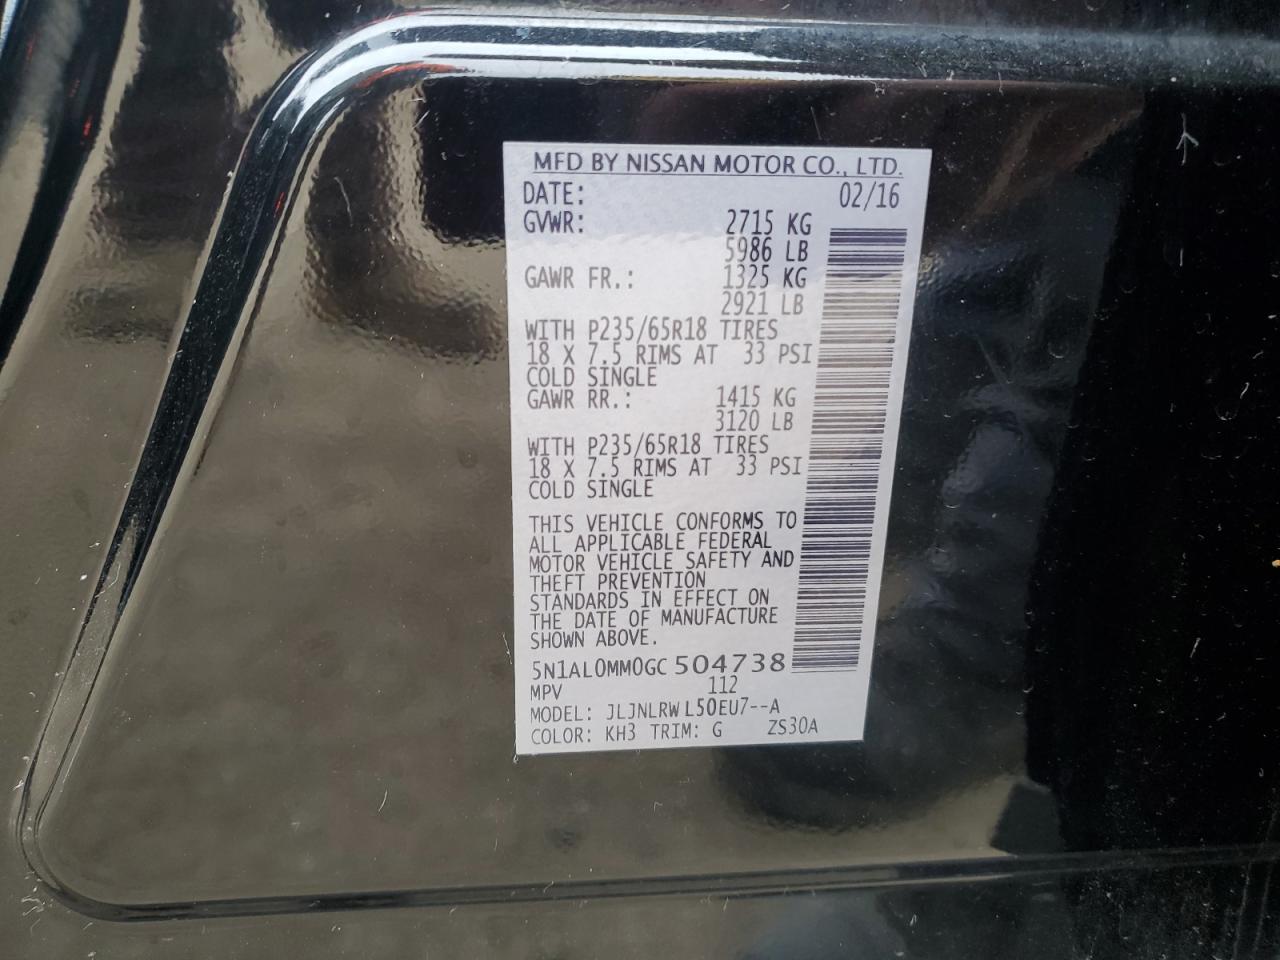 MFD BY NISSAN MOTOR CO., LTD.
DATE: 02/16
GVWR: 2715 KG
5986 LB
GAWR FR.: 1325 KG
2921 LB
WITH P235/65R18 TIRES
18 X 7.5 RIMS AT 33 PSI
COLD SINGLE
GAWR RR.: 1415 KG
3120 LB
WITH P235/65R18 TIRES
18 X 7.5 RIMS AT 33 PSI
COLD SINGLE
THIS VEHICLE CONFORMS TO
ALL APPLICABLE FEDERAL
MOTOR VEHICLE SAFETY AND
THEFT PREVENTION
STANDARDS IN EFFECT ON
THE DATE OF MANUFACTURE
SHOWN ABOVE.
5N1AL0MM0GC 504738
MPV 112
MODEL: JLJNLRW L50EU7--A
COLOR: KH3 TRIM: G ZS30A